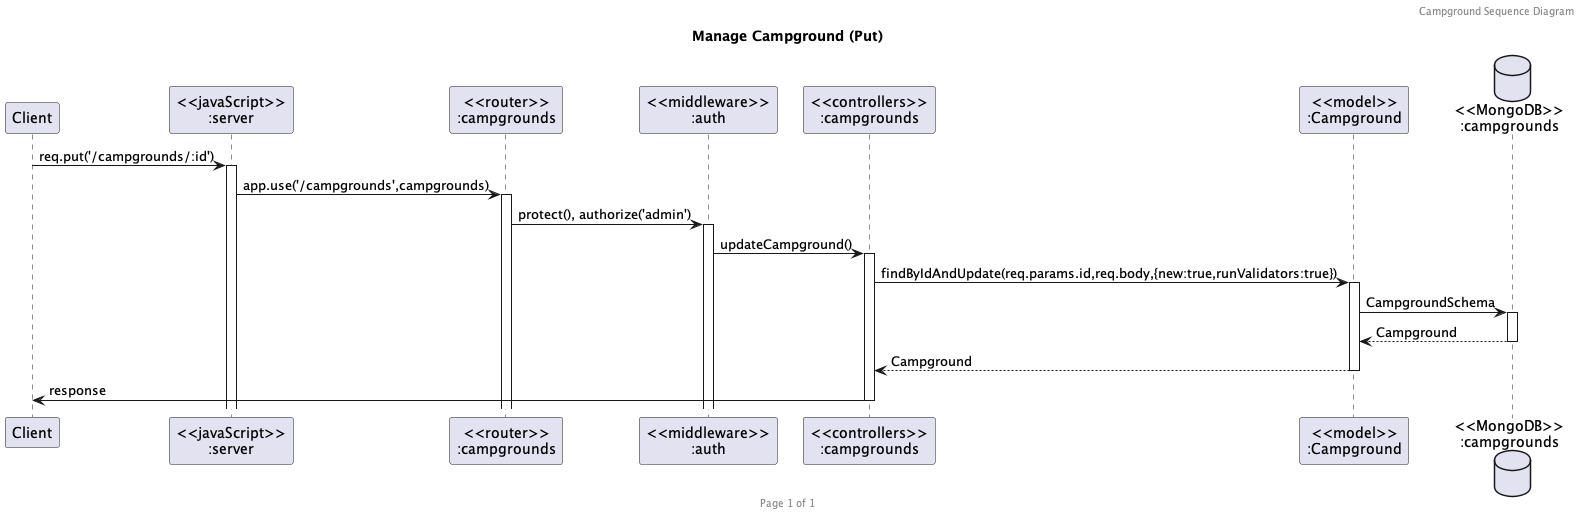 Campground Sequence Diagram
Manage Campground (Put)
Client
<<javaScript>>
:server
<<router>>
:campgrounds
<<middleware>>
:auth
<<controllers>>
:campgrounds
<<model>>
:Campground
<<MongoDB>>
:campgrounds
req.put('/campgrounds/:id')
app.use('/campgrounds',campgrounds)
protect(), authorize('admin')
updateCampground()
findByIdAndUpdate(req.params.id,req.body,{new:true,runValidators:true})
CampgroundSchema
Campground
Campground
response
Client
<<javaScript>>
:server
<<router>>
:campgrounds
<<middleware>>
:auth
<<controllers>>
:campgrounds
<<model>>
:Campground
<<MongoDB>>
:campgrounds
Page 1 of 1